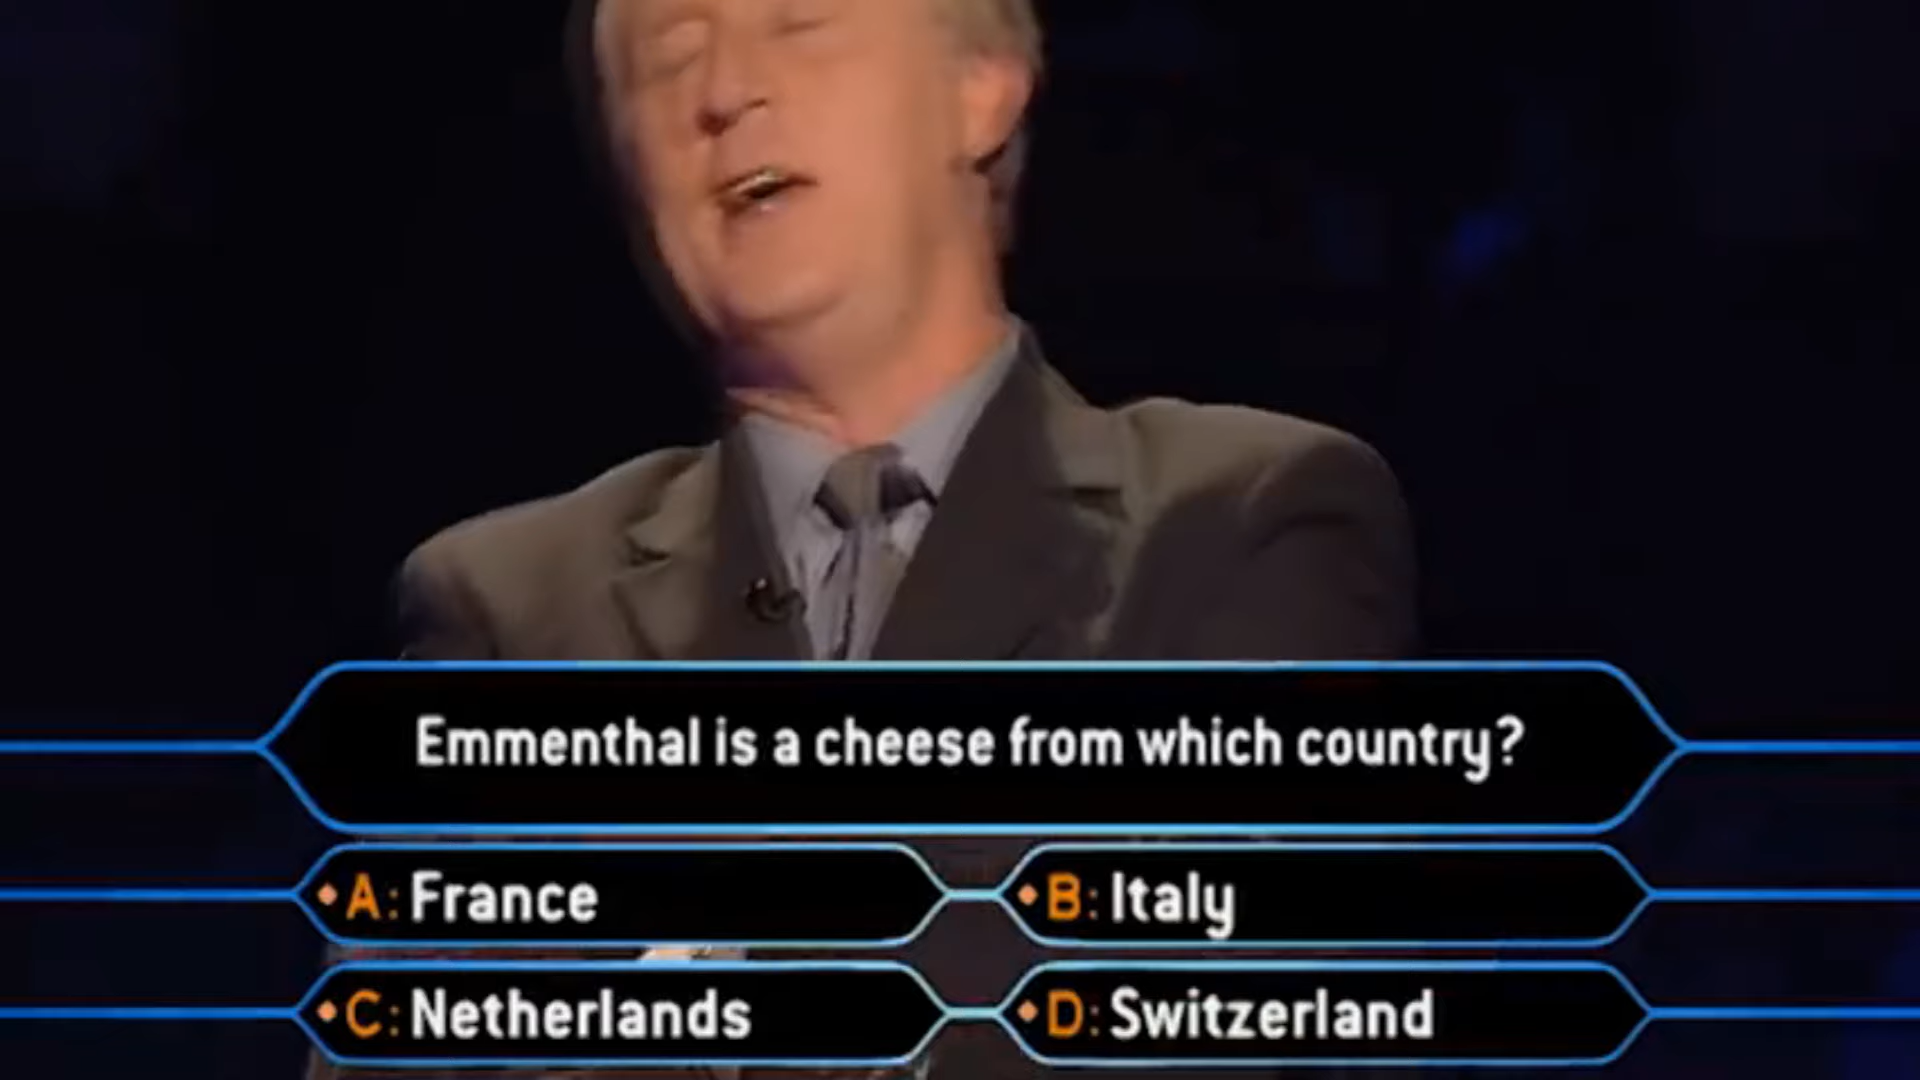 Emmenthal is a cheese from which country?
A: France
B: Italy
C: Netherlands
D: Switzerland